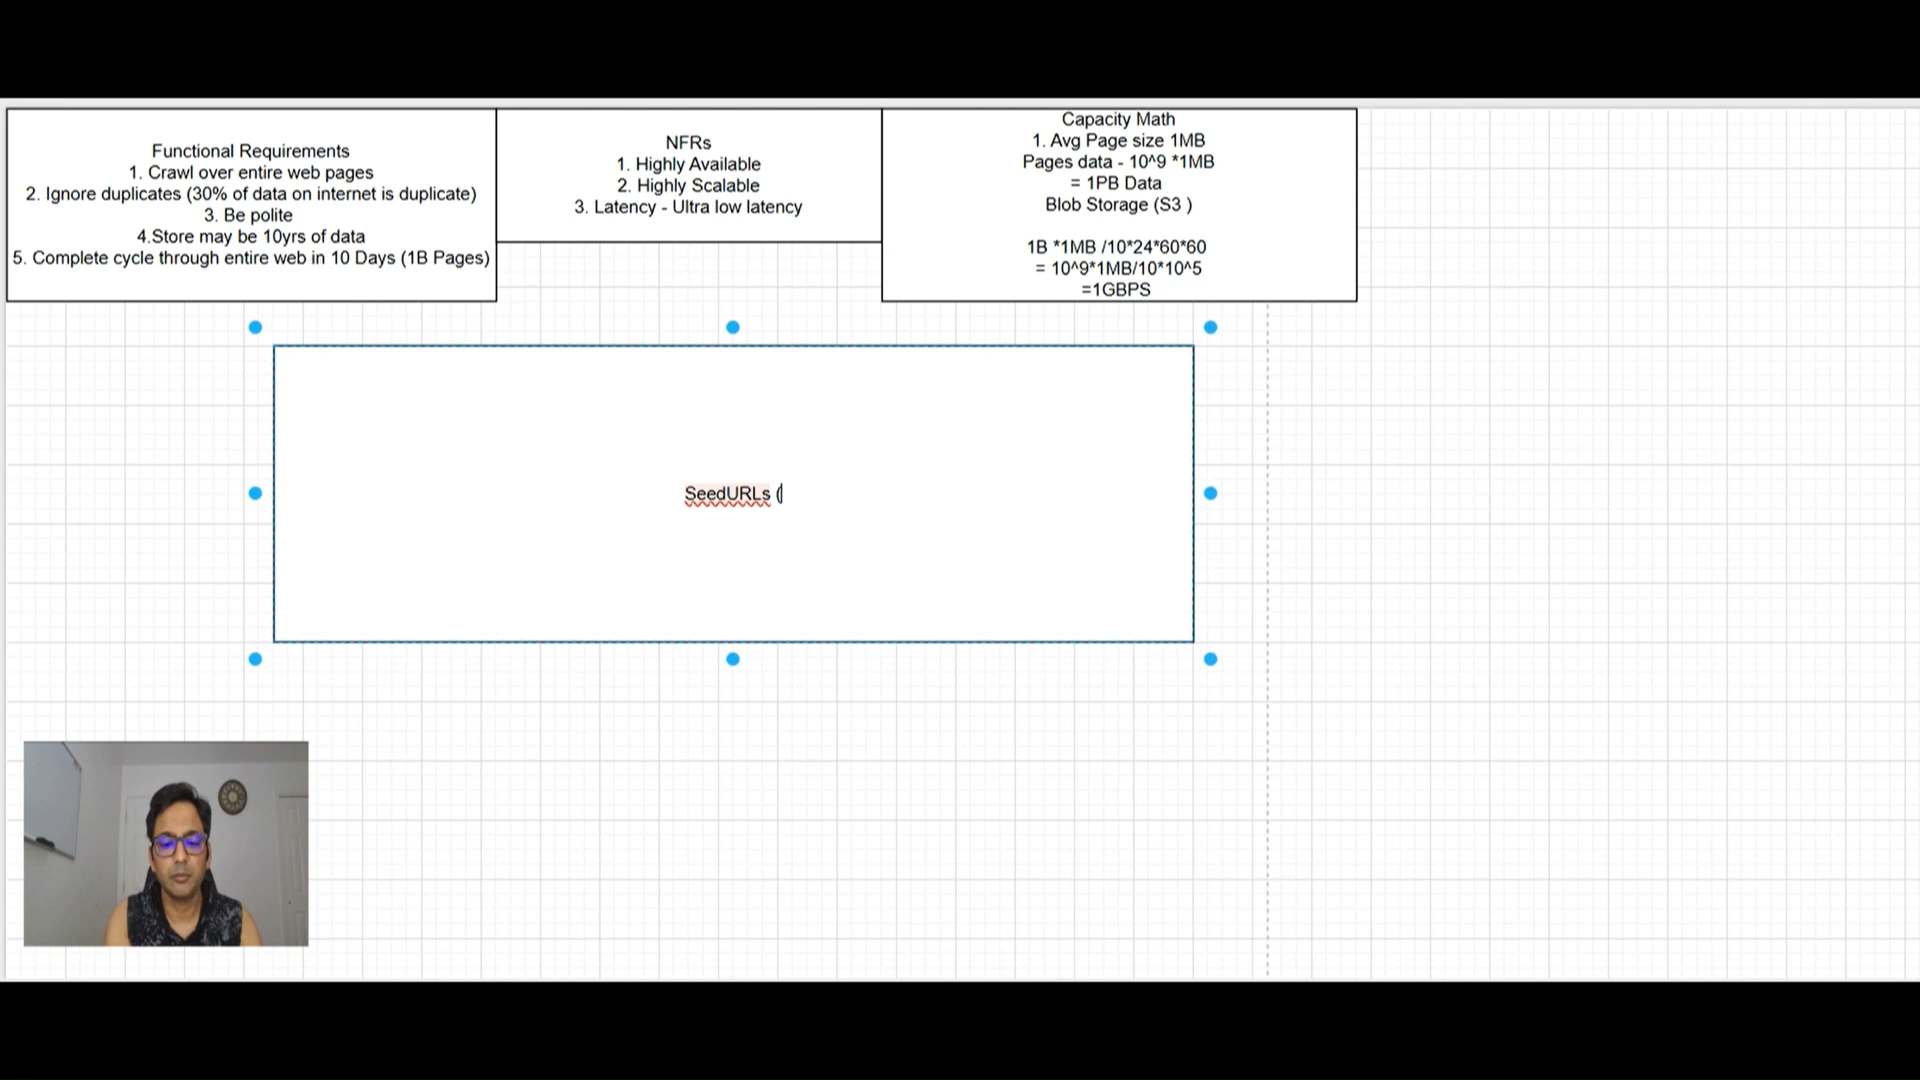 Functional Requirements
1. Crawl over entire web pages
2. Ignore duplicates (30% of data on internet is duplicate)
3. Be polite
4.Store may be 10yrs of data
5. Complete cycle through entire web in 10 Days (1B Pages)
NFRs
1. Highly Available
2. Highly Scalable
3. Latency - Ultra low latency
Capacity Math
1. Avg Page size 1MB
Pages data - 10^9 *1MB
= 1PB Data
Blob Storage (S3 )
1B *1MB /10*24*60*60
= 10^9*1MB/10*10^5
=1GBPS
SeedURLs (